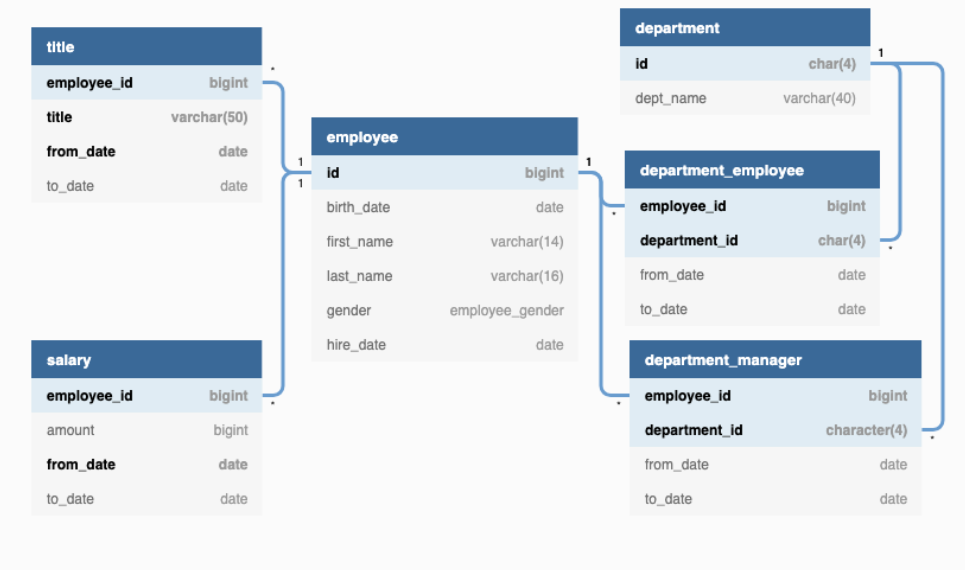 title
employee_id bigint
title varchar(50)
from_date date
to_date date
*
1
1
salary
employee_id bigint
amount bigint
from_date date
to_date date
*
employee
id bigint
birth_date date
first_name varchar(14)
last_name varchar(16)
gender employee_gender
hire_date date
1
*
*
department
id char(4)
dept_name varchar(40)
1
department_employee
employee_id bigint
department_id char(4)
from_date date
to_date date
*
department_manager
employee_id bigint
department_id character(4)
from_date date
to_date date
*